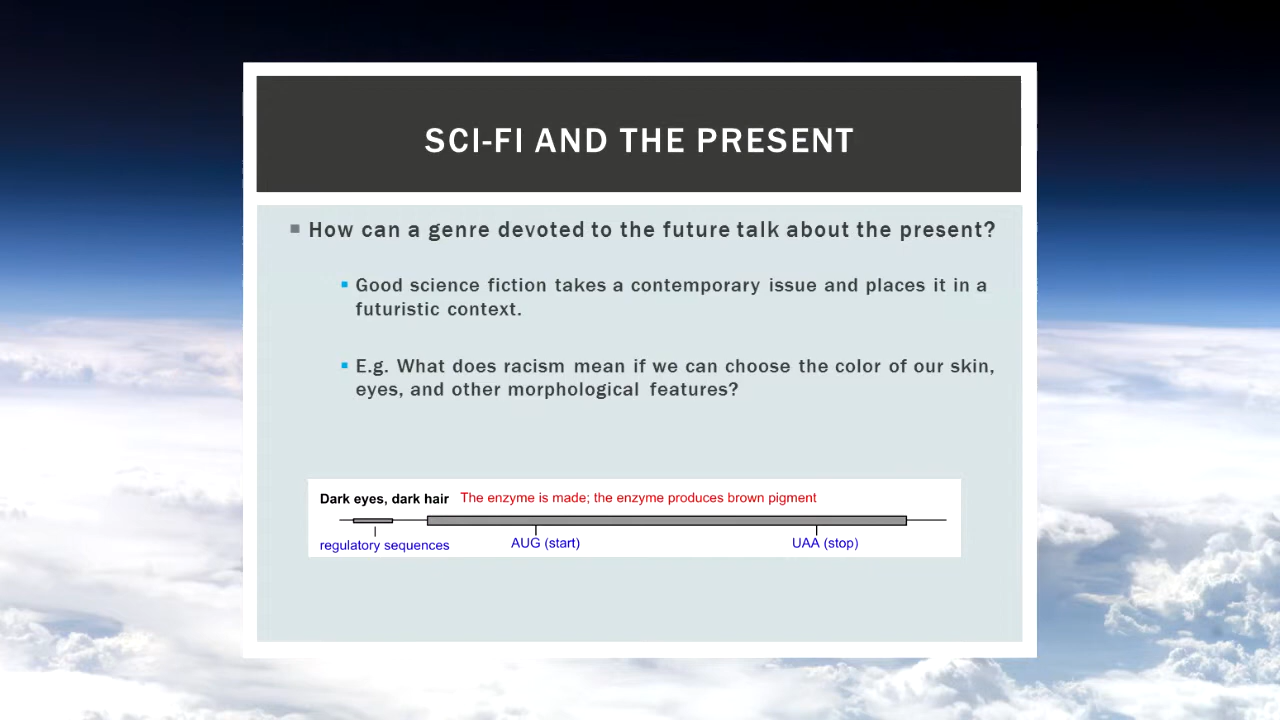 SCI-FI AND THE PRESENT
How can a genre devoted to the future talk about the present?
Good science fiction takes a contemporary issue and places it in a
futuristic context.
E.g. What does racism mean if we can choose the color of our skin,
eyes, and other morphological features?
Dark eyes, dark hair The enzyme is made; the enzyme produces brown pigment
regulatory sequences AUG (start) UAA (stop)